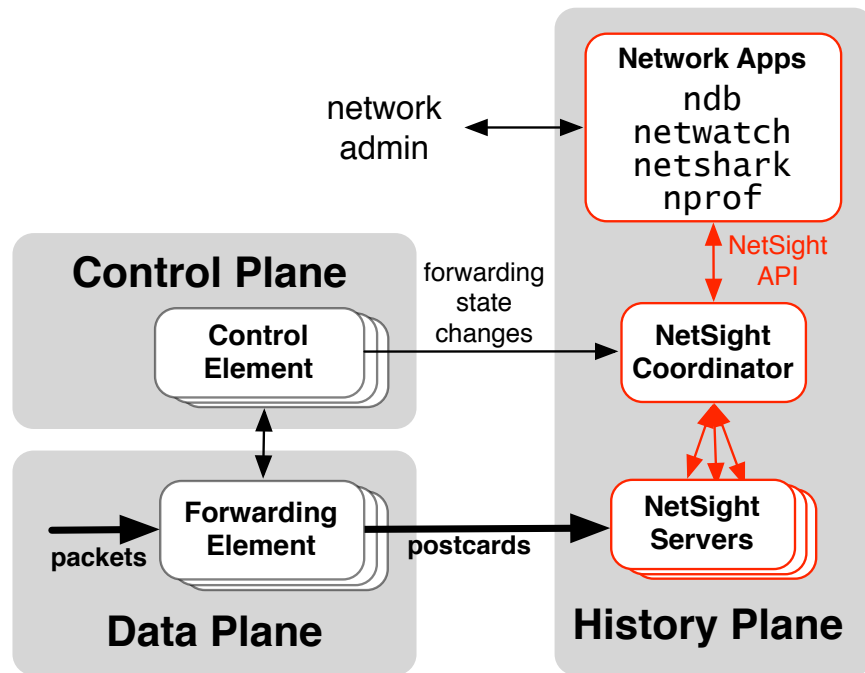 Network Apps
ndb
netwatch
netshark
nprof
network
admin
NetSight
API
Control Plane
forwarding
state
changes
Control
Element
NetSight
Coordinator
Forwarding
Element
packets
postcards
NetSight
Servers
Data Plane
History Plane